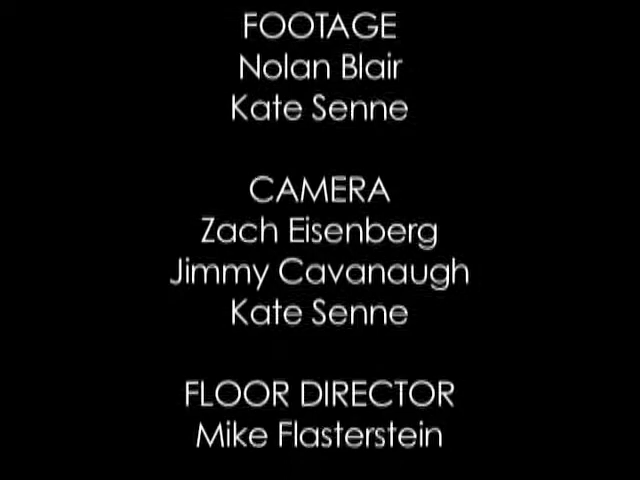 FOOTAGE
Nolan Blair
Kate Senne
CAMERA
Zach Eisenberg
Jimmy Cavanaugh
Kate Senne
FLOOR DIRECTOR
Mike Flasterstein